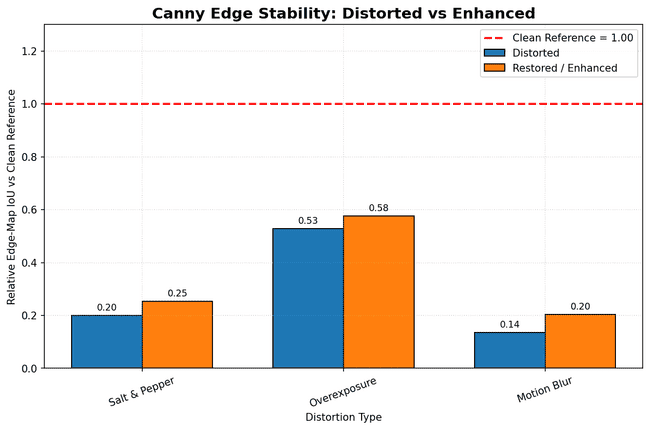 Canny Edge Stability: Distorted vs Enhanced
Clean Reference = 1.00
Distorted
Restored / Enhanced
Relative Edge-Map IoU vs Clean Reference
1.2
1.0
0.8
0.6
0.4
0.2
0.0
0.20
0.25
0.53
0.58
0.14
0.20
Salt & Pepper
Overexposure
Motion Blur
Distortion Type